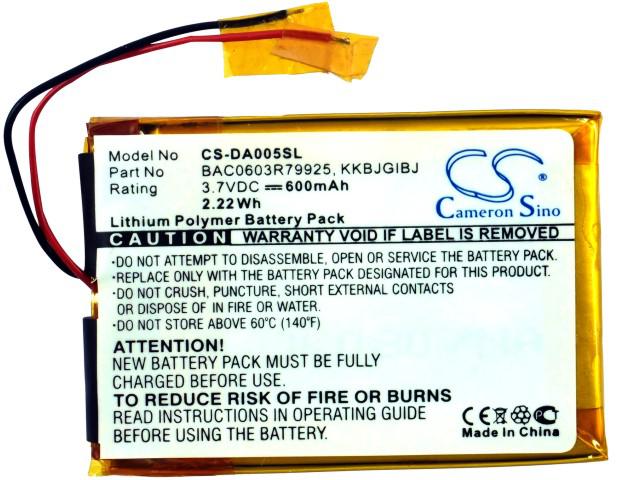 Model No CS-DA005SL
Part No BAC0603R79925, KKBJGIBJ
Rating 3.7VDC 600mAh
2.22Wh
Lithium Polymer Battery Pack
CS
Cameron Sino
CAUTION WARRANTY VOID IF LABEL IS REMOVED
·DO NOT ATTEMPT TO DISASSEMBLE, OPEN OR SERVICE THE BATTERY.
·REPLACE ONLY WITH THE BATTERY DESIGNATED FOR THIS PRODUCT.
·DO NOT CRUSH, PUNCTURE, SHORT EXTERNAL CONTACTS
OR DISPOSE OF IN FIRE OR WATER.
·DO NOT STORE ABOVE 60°C (140°F)
ATTENTION!
NEW BATTERY PACK MUST BE FULLY
CHARGED BEFORE USE.
TO REDUCE RISK OF FIRE OR BURNS
READ INSTRUCTIONS IN OPERATING GUIBE
BEFORE USING BATTERY.
CE
Made In China